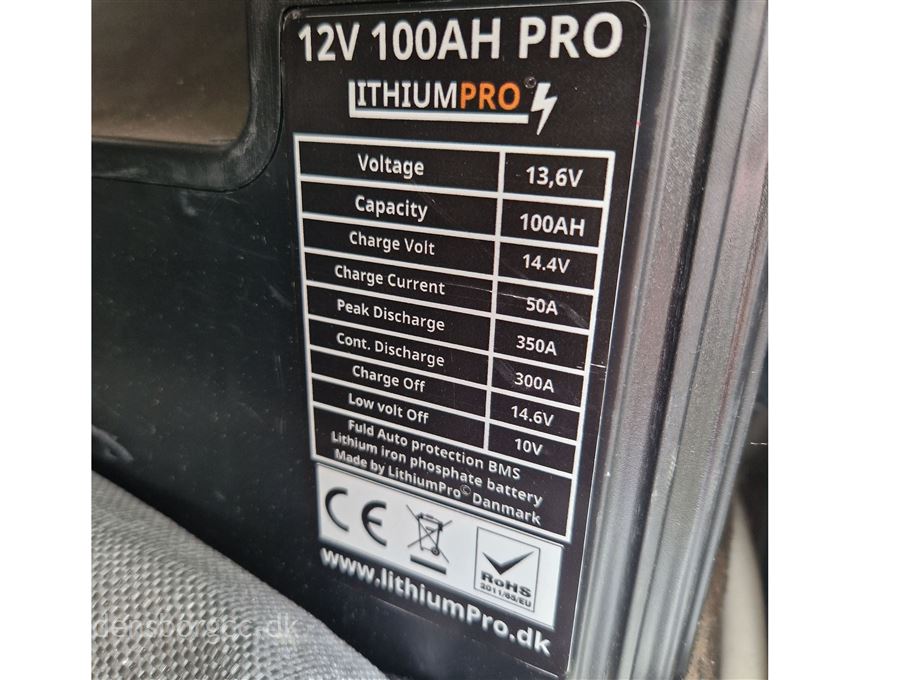 12V 100AH PRO
LITHIUMPRO©
Voltage 13,6V
Capacity 100AH
Charge Volt 14.4V
Charge Current 50A
Peak Discharge 350A
Cont. Discharge 300A
Charge Off 14.6V
Low volt Off 10V
Fuld Auto protection BMS
Lithium iron phosphate battery
Made by LithiumPro© Danmark
CE
RoHS
2011/65/EU
www.lithiumPro.dk